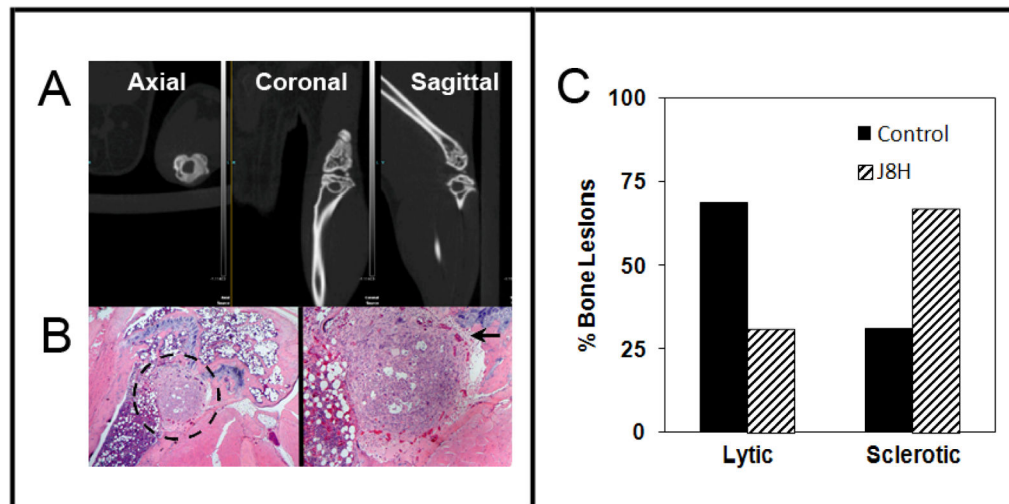 A
Axial
Coronal
Sagittal
B
C
100
75
50
25
0
% Bone Lesions
Control
J8H
Lytic
Sclerotic